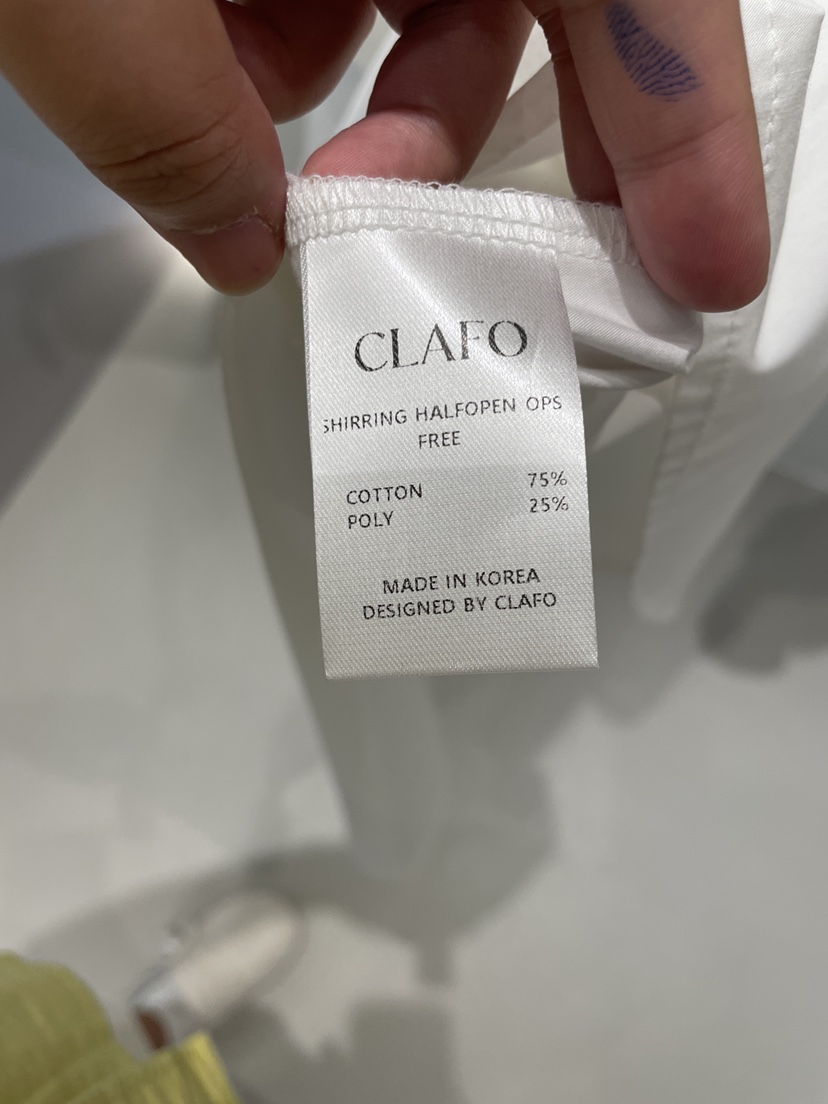 CLAFO
SHIRRING HALFOPEN OPS
FREE
COTTON 75%
POLY 25%
MADE IN KOREA
DESIGNED BY CLAFO